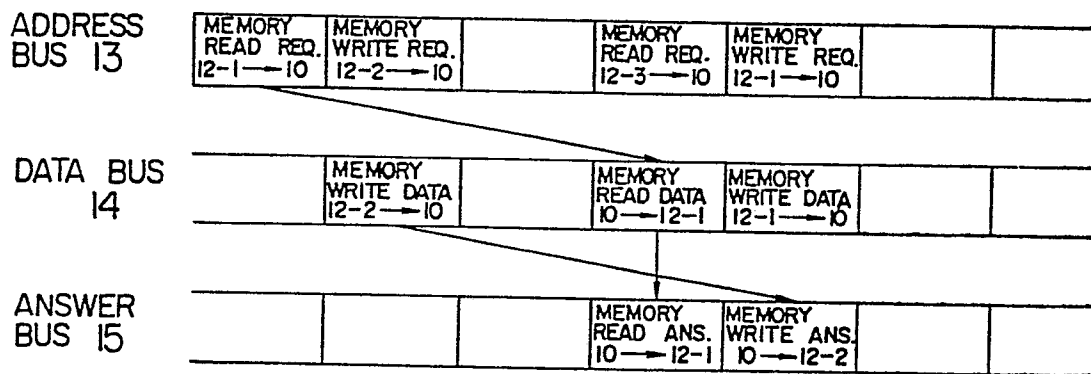 ADDRESS
BUS 13
MEMORY
READ REQ.
12-1→10
MEMORY
WRITE REQ.
12-2→10
MEMORY
READ REQ.
12-3→10
MEMORY
WRITE REQ.
12-1→10
DATA BUS
14
MEMORY
WRITE DATA
12-2→10
MEMORY
READ DATA
10→12-1
MEMORY
WRITE DATA
12-1→10
ANSWER
BUS 15
MEMORY
READ ANS.
10→12-1
MEMORY
WRITE ANS.
10→12-2